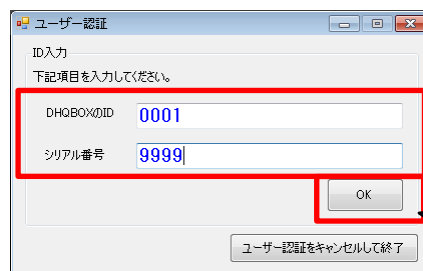 ユーザー認証
ID入力
下記項目を入力してください。
DHQBOXのID 0001
シリアル番号 9999
OK
ユーザー認証をキャンセルして終了